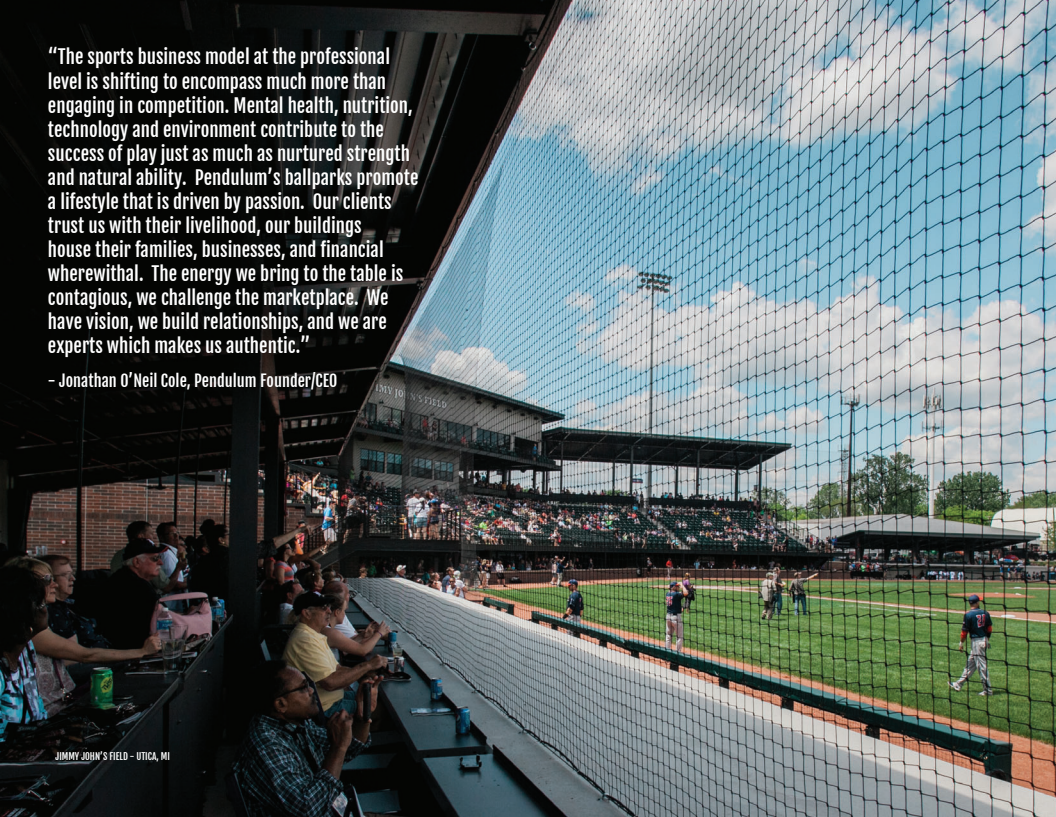 “The sports business model at the professional
level is shifting to encompass much more than
engaging in competition. Mental health, nutrition,
technology and environment contribute to the
success of play just as much as nurtured strength
and natural ability.  Pendulum’s ballparks promote
a lifestyle that is driven by passion.  Our clients
trust us with their livelihood, our buildings
house their families, businesses, and financial
wherewithal.  The energy we bring to the table is
contagious, we challenge the marketplace.  We
have vision, we build relationships, and we are
experts which makes us authentic.”
– Jonathan O’Neil Cole, Pendulum Founder/CEO
MY JOHN'S FIELD
JIMMY JOHN’S FIELD – UTICA, MI